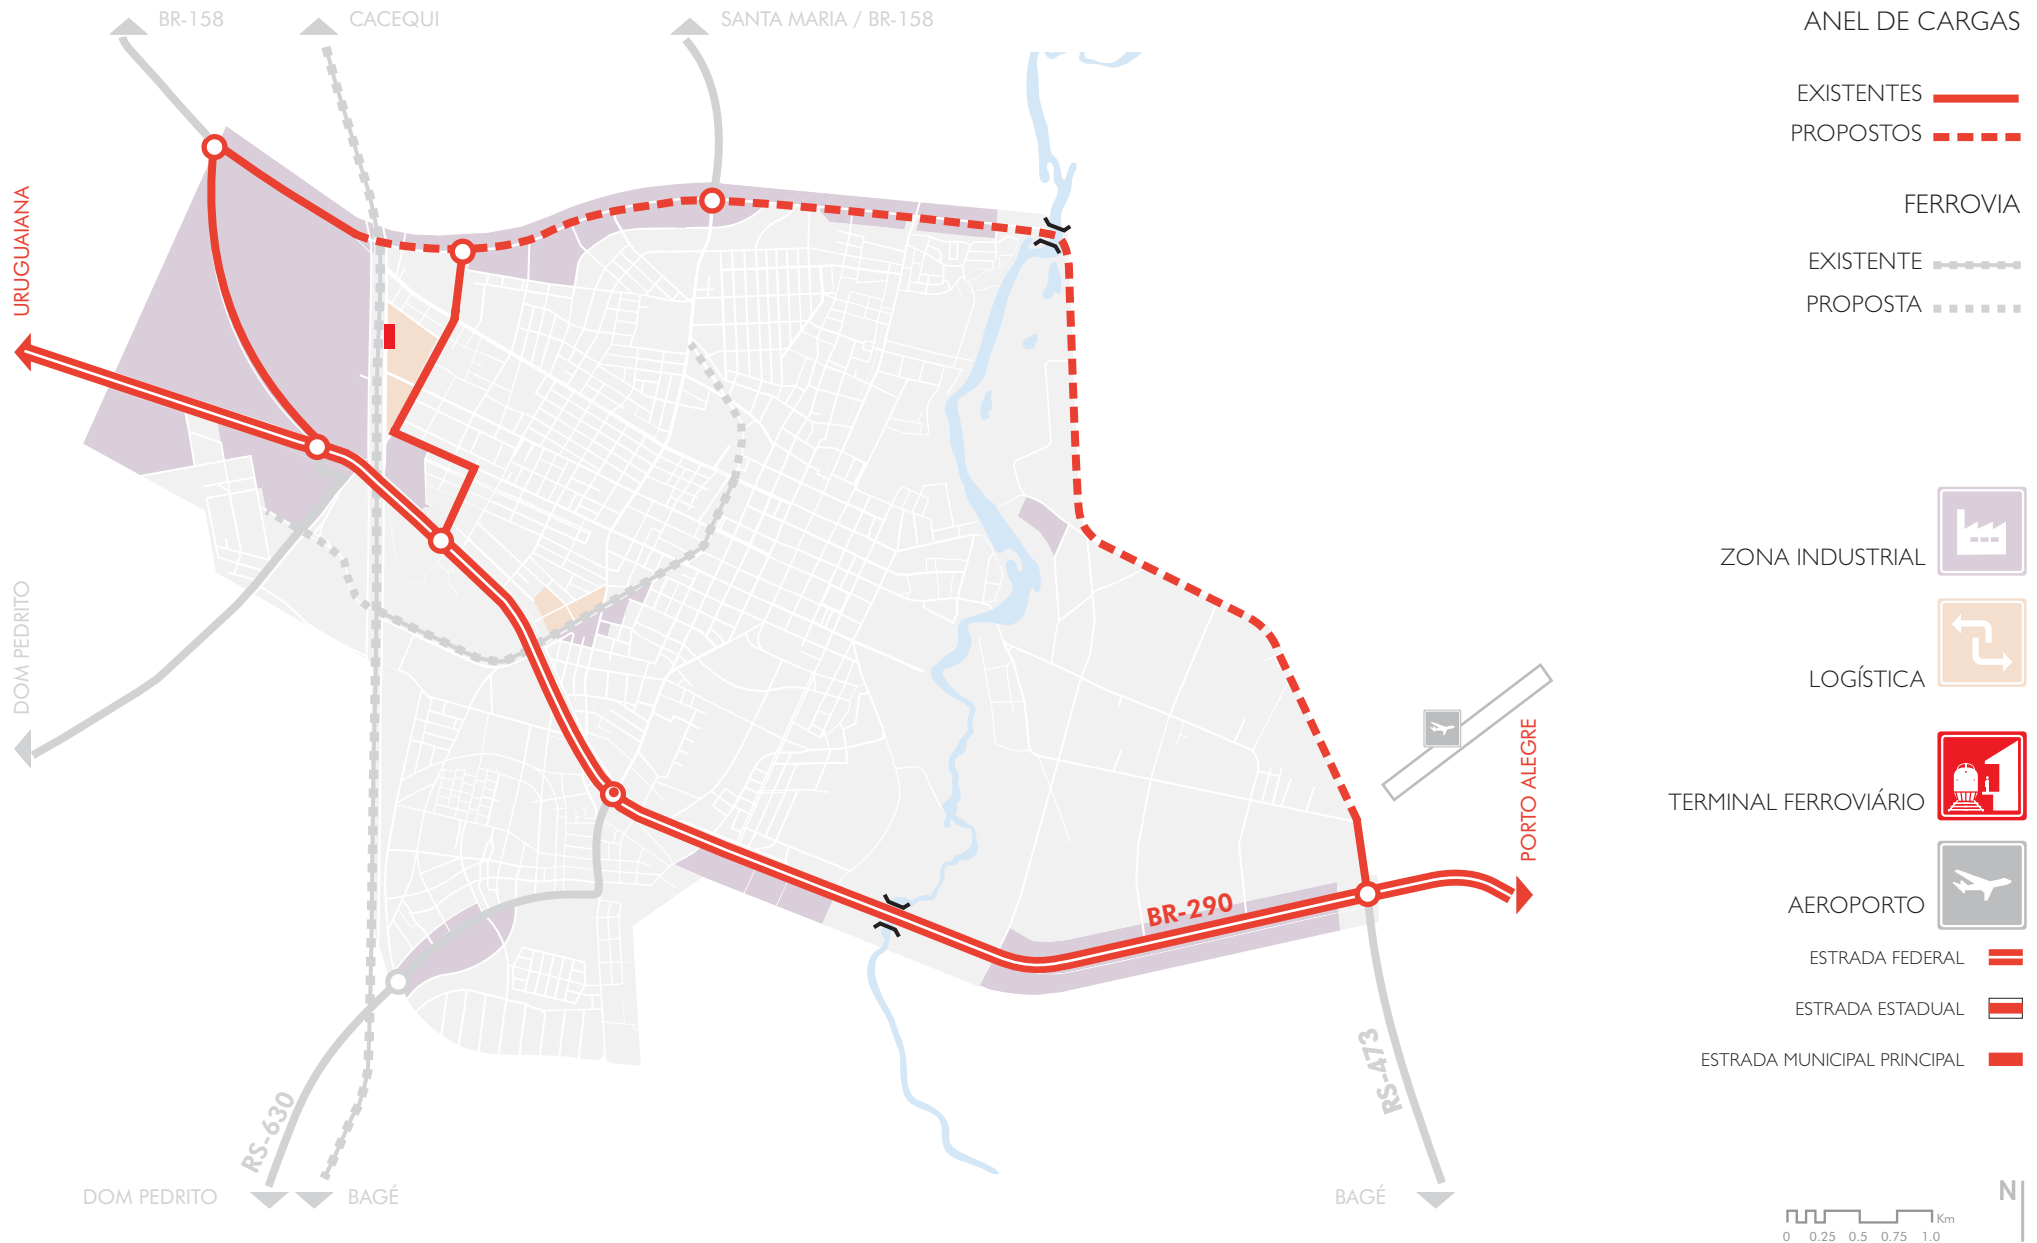 BR-158
CACEQUI
SANTA MARIA / BR-158
URUGUAIANA
DOM PEDRITO
PORTO ALEGRE
BR-290
RS-473
RS-630
DOM PEDRITO
BAGÉ
BAGÉ
ANEL DE CARGAS
EXISTENTES
PROPOSTOS
FERROVIA
EXISTENTE
PROPOSTA
ZONA INDUSTRIAL
LOGÍSTICA
TERMINAL FERROVIÁRIO
AEROPORTO
ESTRADA FEDERAL
ESTRADA ESTADUAL
ESTRADA MUNICIPAL PRINCIPAL
N
Km
0 0.25 0.5 0.75 1.0